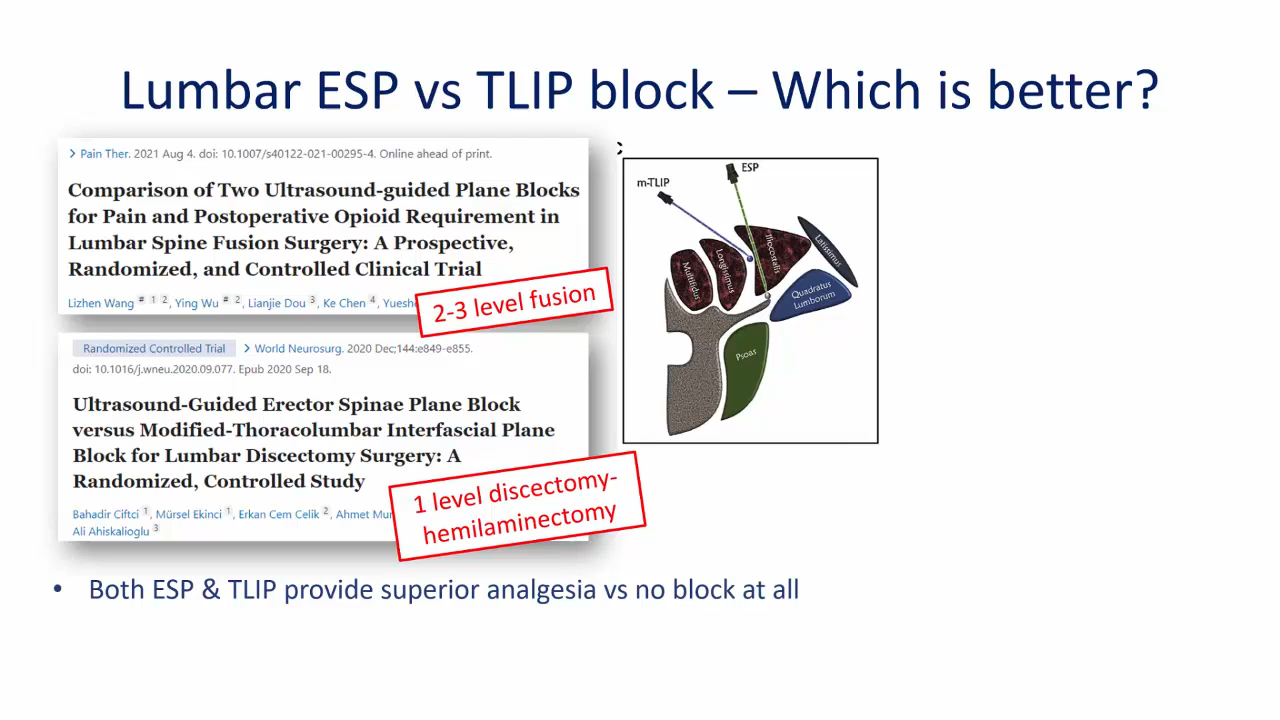 Lumbar ESP vs TLIP block – Which is better?
> Pain Ther. 2021 Aug 4. doi: 10.1007/s40122-021-00295-4. Online ahead of print.
Comparison of Two Ultrasound-guided Plane Blocks
for Pain and Postoperative Opioid Requirement in
Lumbar Spine Fusion Surgery: A Prospective,
Randomized, and Controlled Clinical Trial
Lizhen Wang # 1 2, Ying Wu # 2, Lianjie Dou 3, Ke Chen 4,
2-3 level fusion
Randomized Controlled Trial > World Neurosurg. 2020 Dec;144:e849-e855.
doi: 10.1016/j.wneu.2020.09.077. Epub 2020 Sep 18.
Ultrasound-Guided Erector Spinae Plane Block
versus Modified-Thoracolumbar Interfascial Plane
Block for Lumbar Discectomy Surgery: A
Randomized, Controlled Study
Bahadir Ciftci 1, Mürsel Ekinci 1, Erkan Cem Celik 2, Ahmet
Ali Ahiskalioglu 3
1 level discectomy-
hemilaminectomy
ESP
m-TLIP
Multifidus
Longissimus
Iliocostalis
Latissimus
Quadratus
Lumborum
Psoas
• Both ESP & TLIP provide superior analgesia vs no block at all